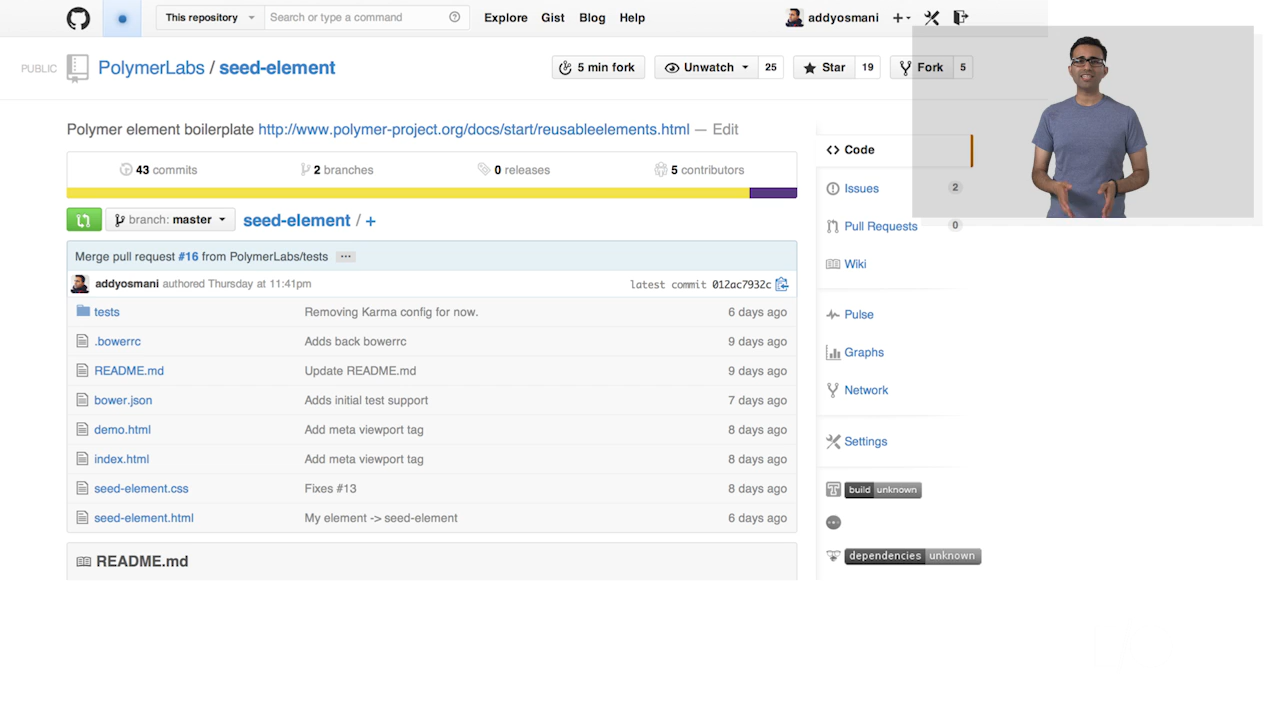 This repository Search or type a command Explore Gist Blog Help addyosmani
PUBLIC PolymerLabs / seed-element 5 min fork Unwatch 25 Star 19 Fork 5
Polymer element boilerplate http://www.polymer-project.org/docs/start/reusableelements.html — Edit
43 commits 2 branches 0 releases 5 contributors
branch: master seed-element / +
Merge pull request #16 from PolymerLabs/tests ...
addyosmani authored Thursday at 11:41pm latest commit 012ac7932c
tests Removing Karma config for now. 6 days ago
.bowerrc Adds back bowerrc 9 days ago
README.md Update README.md 9 days ago
bower.json Adds initial test support 7 days ago
demo.html Add meta viewport tag 8 days ago
index.html Add meta viewport tag 8 days ago
seed-element.css Fixes #13 8 days ago
seed-element.html My element -> seed-element 6 days ago
README.md
Code
Issues 2
Pull Requests 0
Wiki
Pulse
Graphs
Network
Settings
build unknown
dependencies unknown